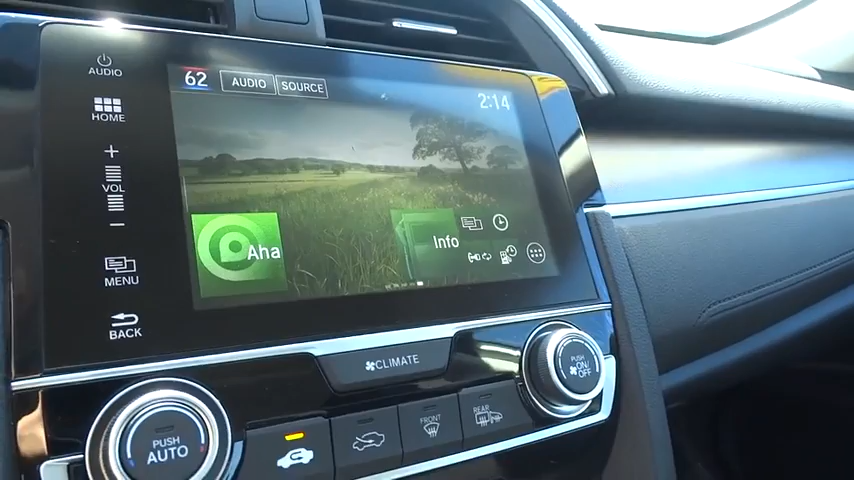 AUDIO
62 AUDIO SOURCE 2:14
HOME
+
VOL
-
MENU
BACK
Aha
Info
CLIMATE
PUSH
AUTO
FRONT
REAR
PUSH
ON/OFF